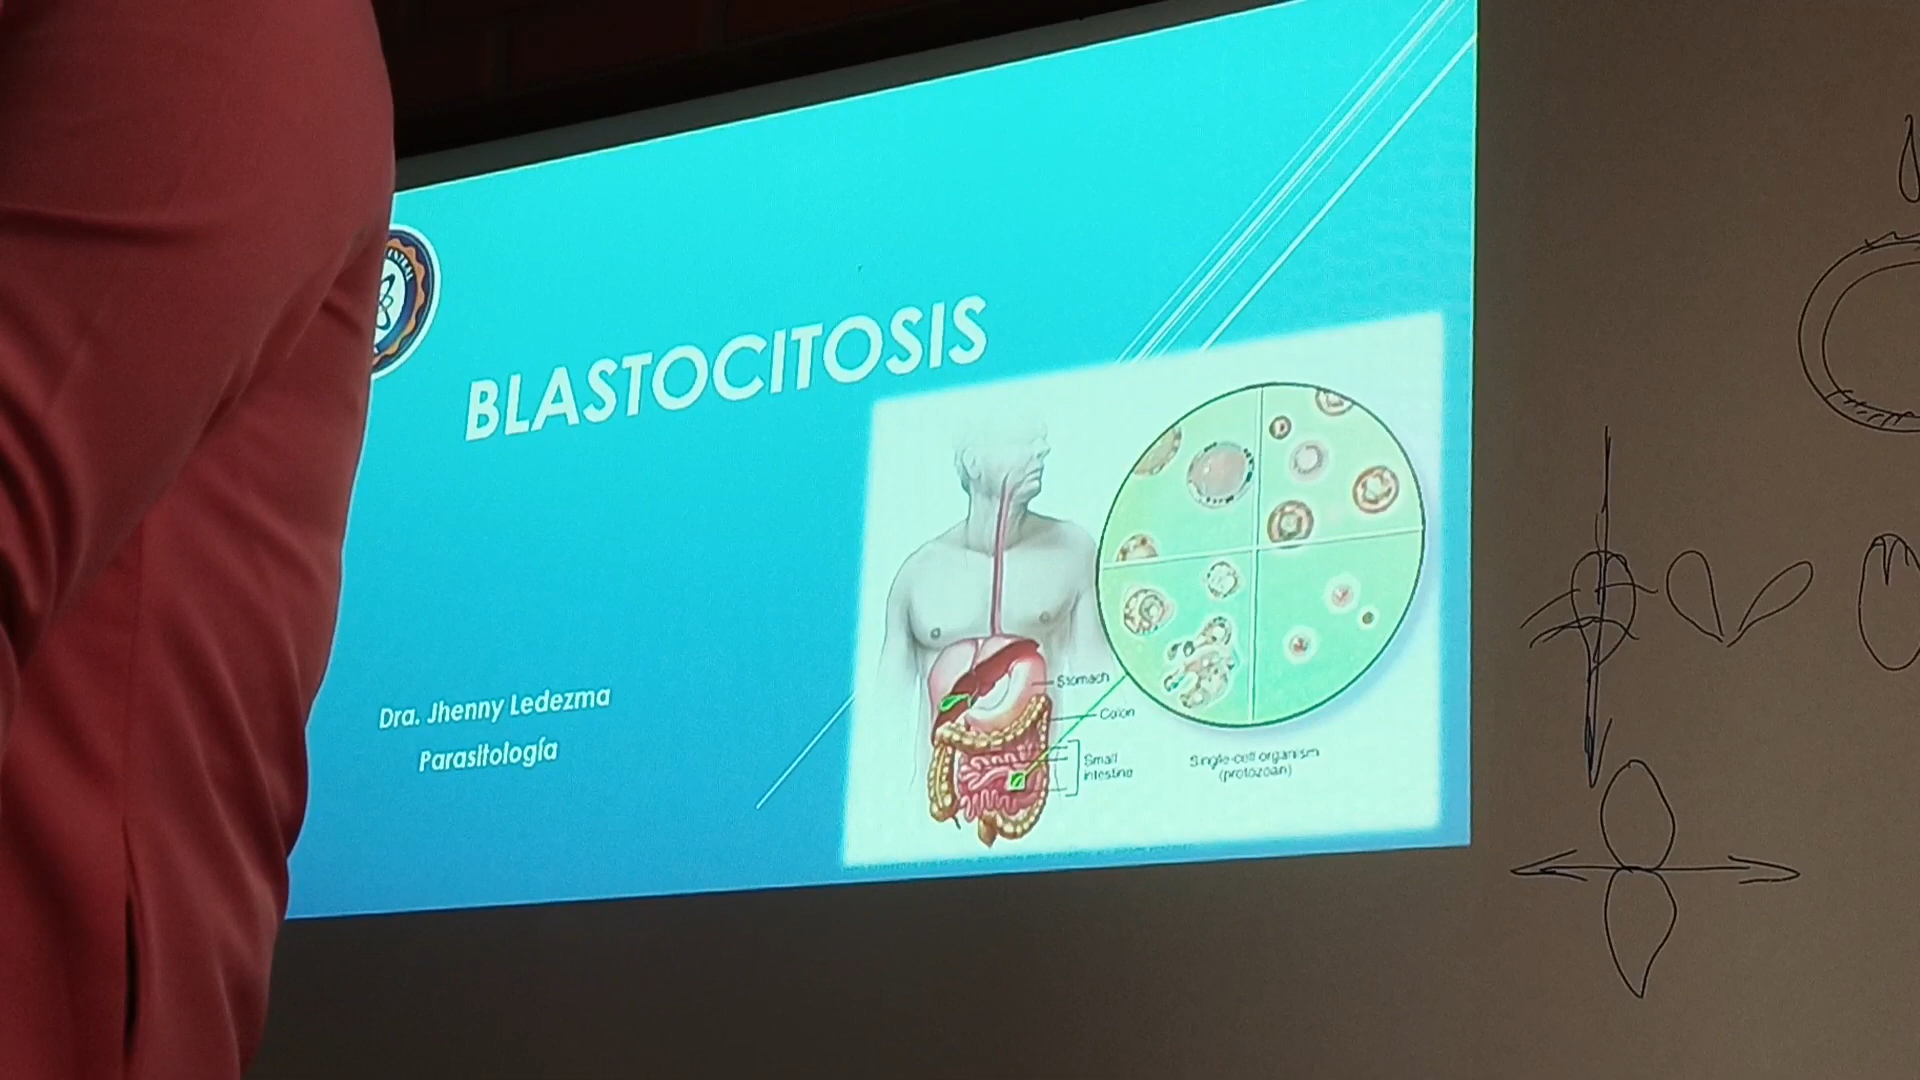 BLASTOCITOSIS
Dra. Jhenny Ledezma
Parasitología
Stomach
Colon
Small
intestine
Single-cell organism
(protozoan)